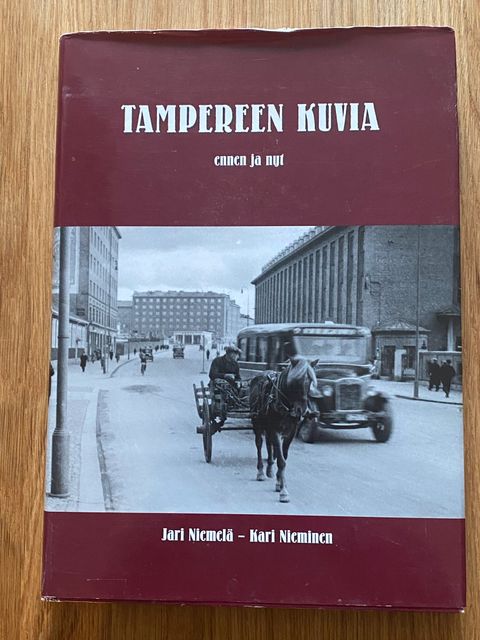 TAMPEREEN KUVIA
ennen ja nyt
Jari Niemelä – Kari Nieminen